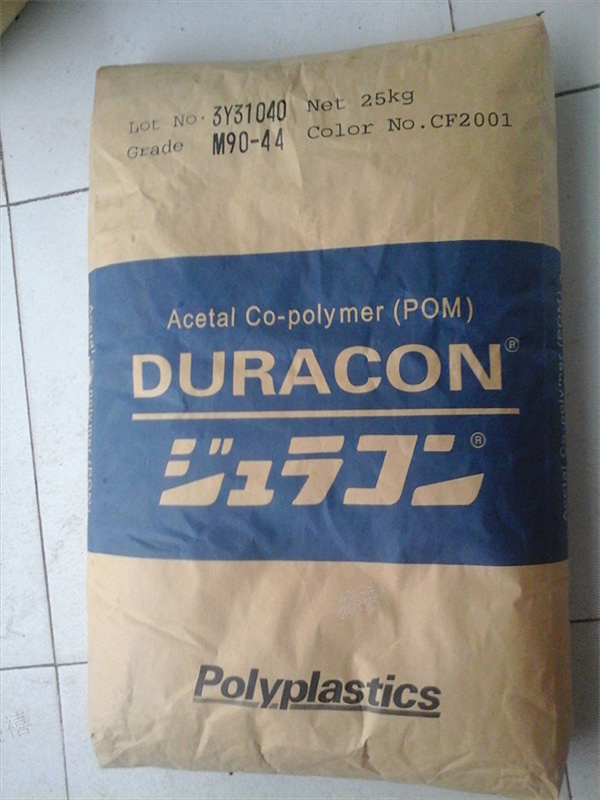 Lot No. 3Y31040 Net 25kg
Grade M90-44 Color No.CF2001
Acetal Co-polymer (POM)
DURACON®
ジュラコン®
Polyplastics